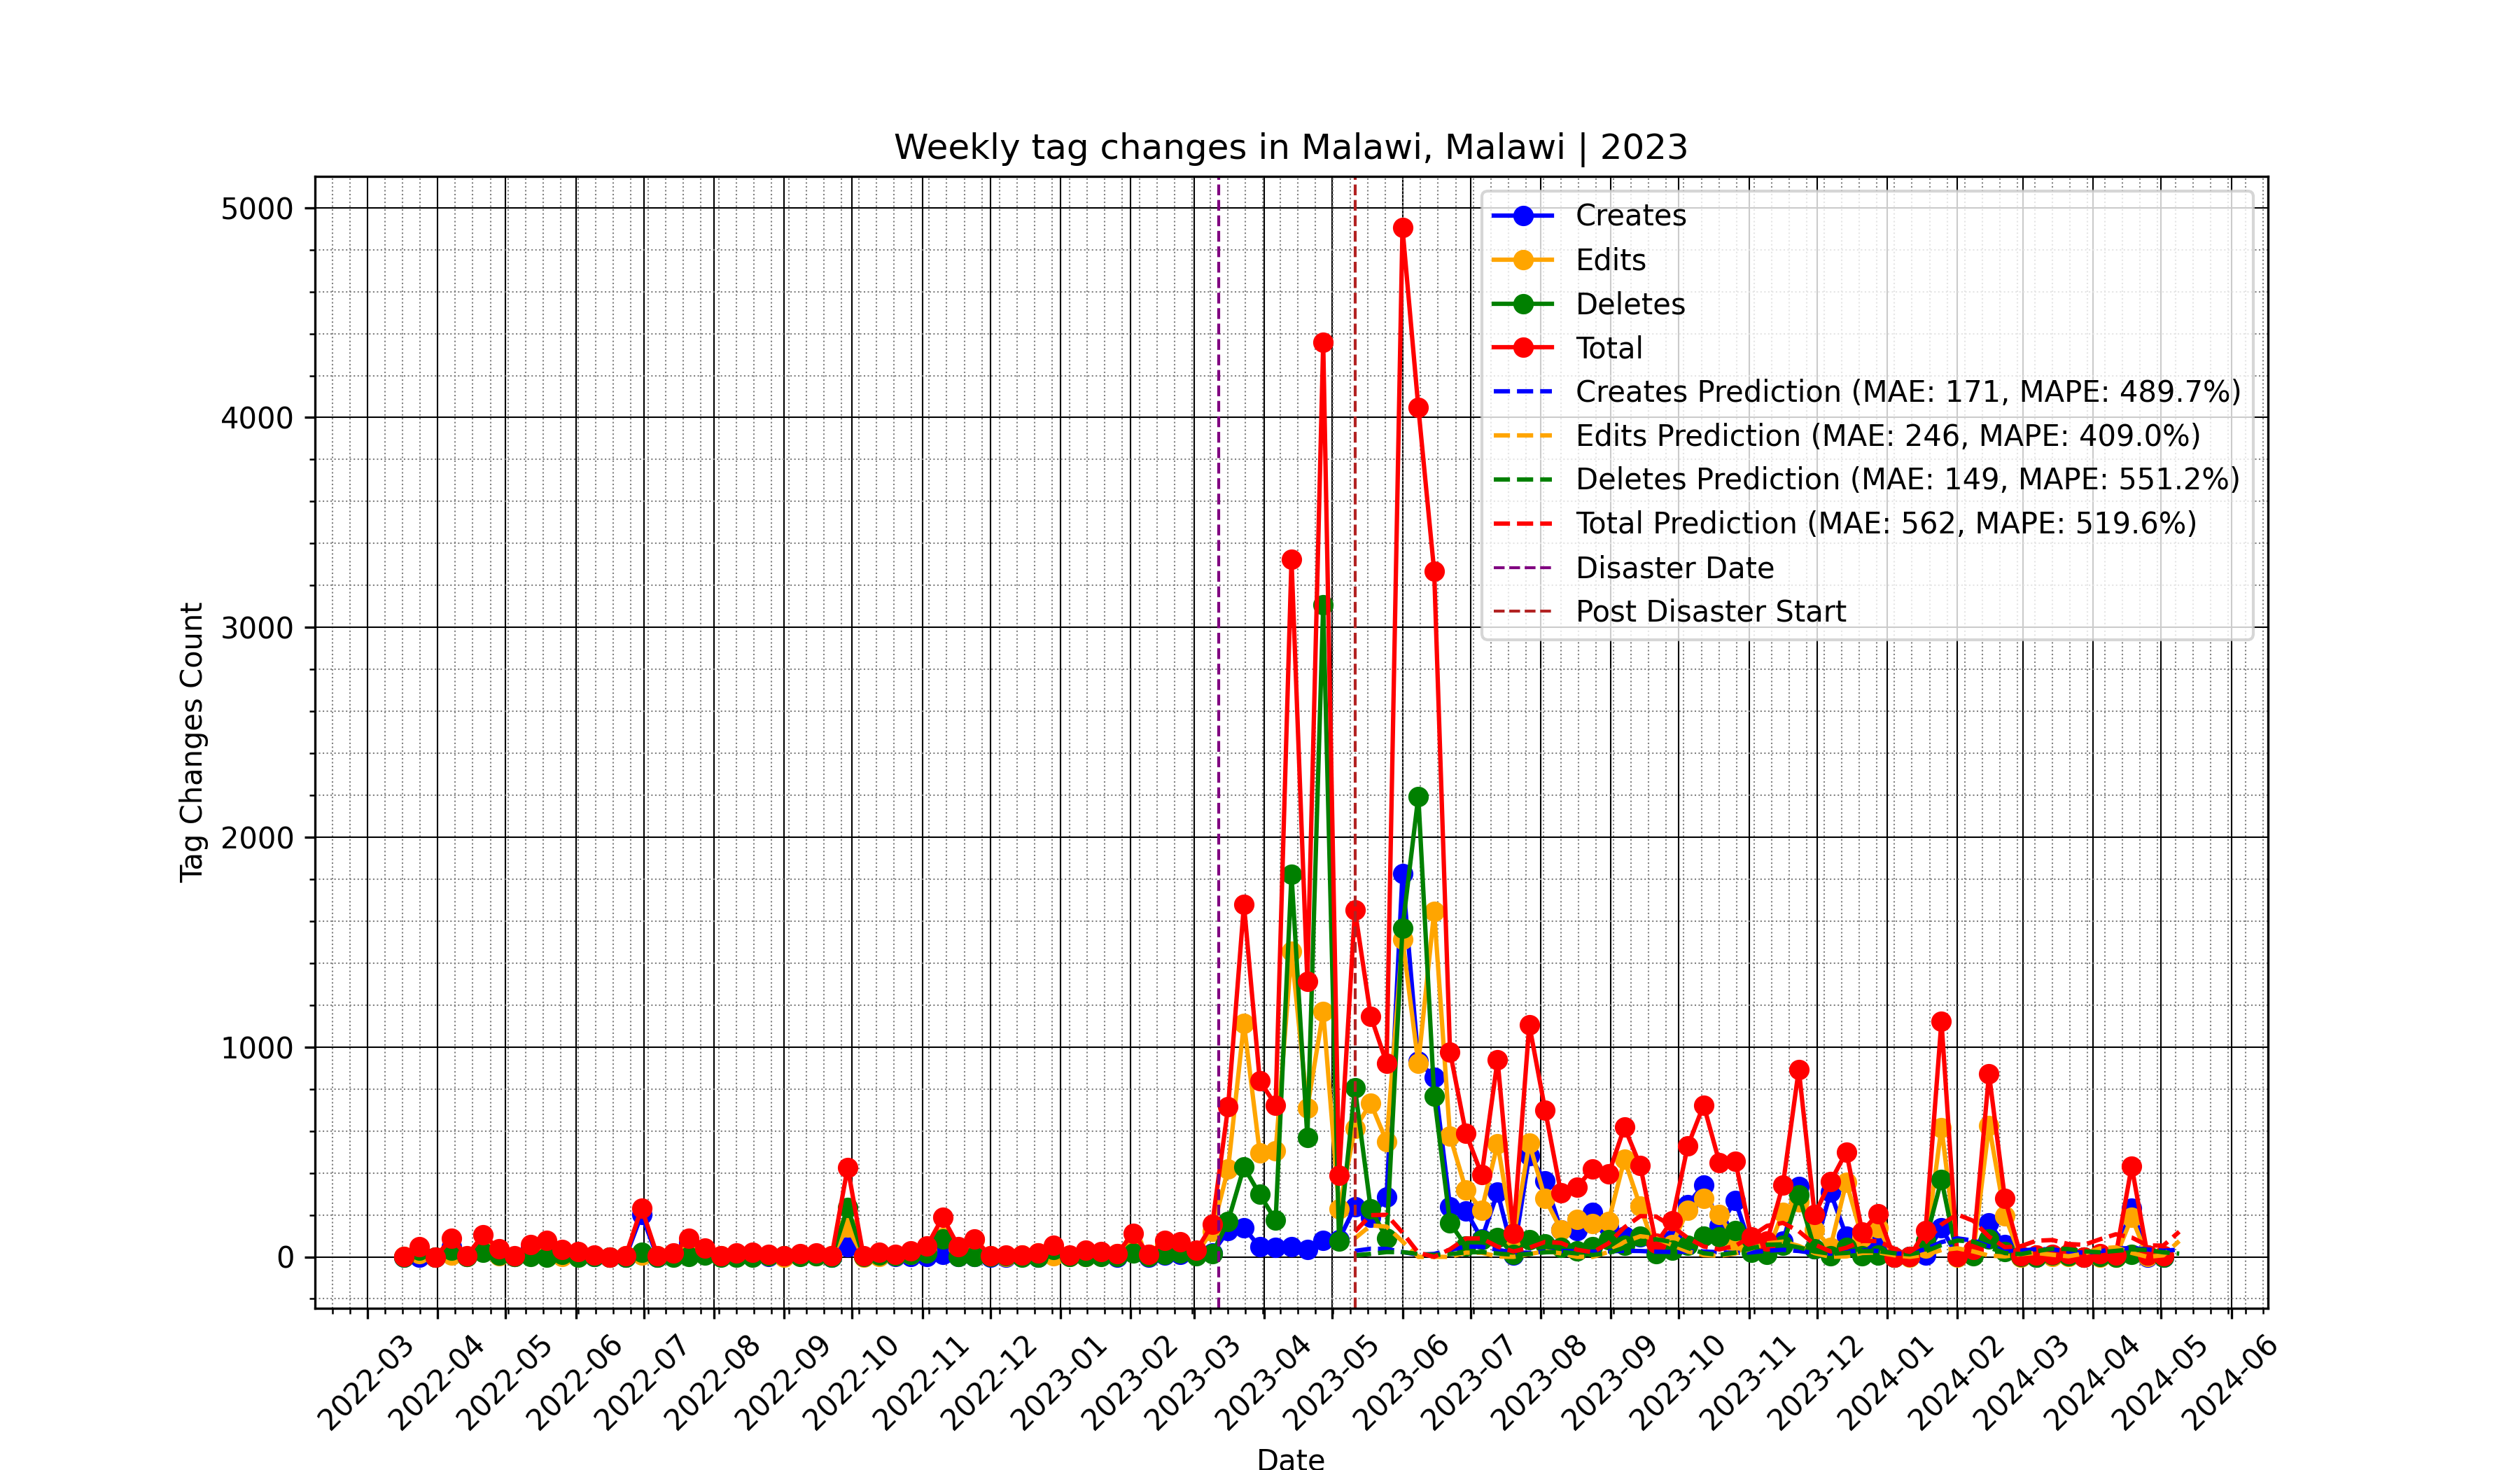 Weekly tag changes in Malawi, Malawi | 2023
5000
4000
3000
2000
1000
0
Tag Changes Count
Creates
Edits
Deletes
Total
Creates Prediction (MAE: 171, MAPE: 489.7%)
Edits Prediction (MAE: 246, MAPE: 409.0%)
Deletes Prediction (MAE: 149, MAPE: 551.2%)
Total Prediction (MAE: 562, MAPE: 519.6%)
Disaster Date
Post Disaster Start
2022-03
2022-04
2022-05
2022-06
2022-07
2022-08
2022-09
2022-10
2022-11
2022-12
2023-01
2023-02
2023-03
2023-04
2023-05
2023-06
2023-07
2023-08
2023-09
2023-10
2023-11
2023-12
2024-01
2024-02
2024-03
2024-04
2024-05
2024-06
Date